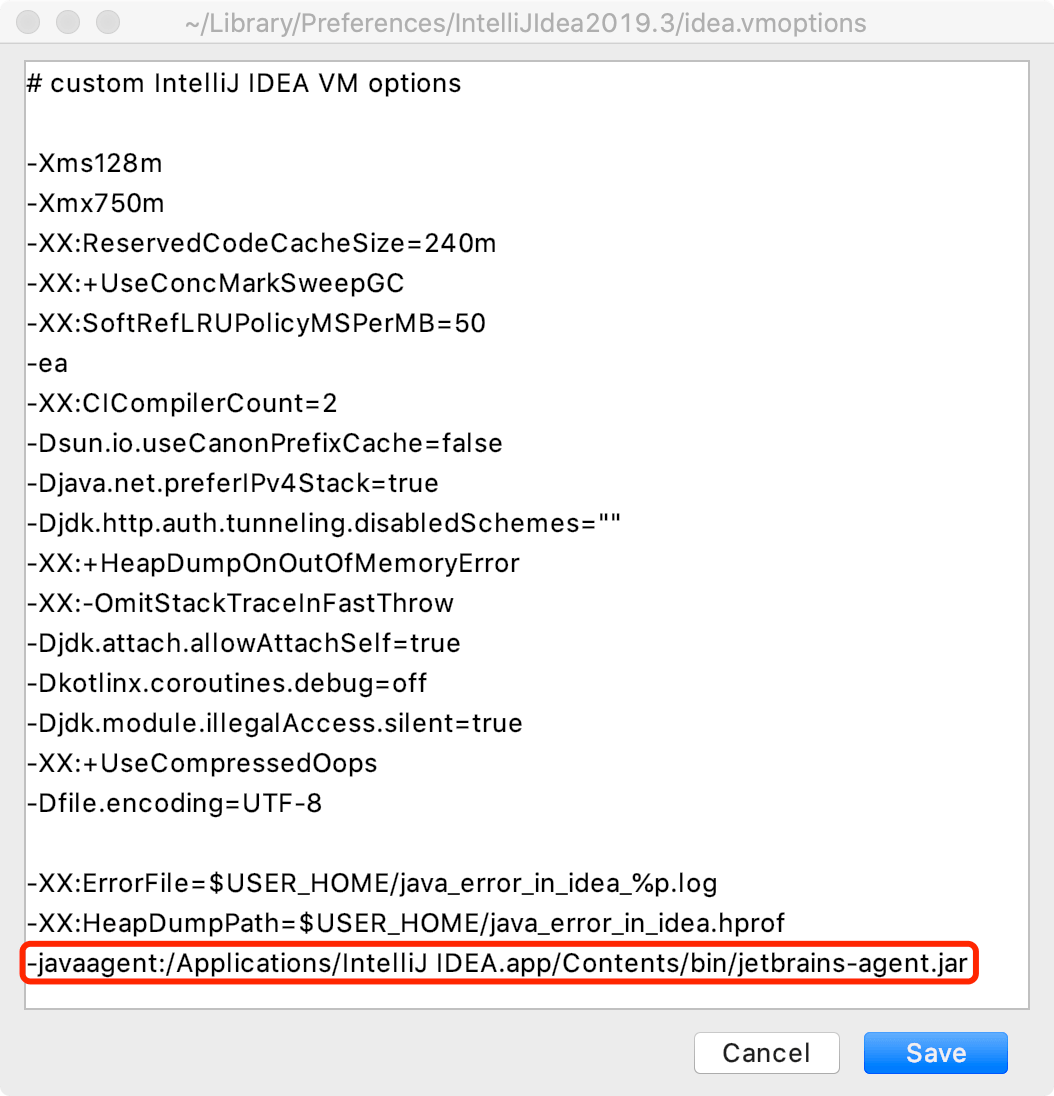 ~/Library/Preferences/IntelliJIdea2019.3/idea.vmoptions
# custom IntelliJ IDEA VM options
-Xms128m
-Xmx750m
-XX:ReservedCodeCacheSize=240m
-XX:+UseConcMarkSweepGC
-XX:SoftRefLRUPolicyMSPerMB=50
-ea
-XX:CICompilerCount=2
-Dsun.io.useCanonPrefixCache=false
-Djava.net.preferIPv4Stack=true
-Djdk.http.auth.tunneling.disabledSchemes=""
-XX:+HeapDumpOnOutOfMemoryError
-XX:-OmitStackTraceInFastThrow
-Djdk.attach.allowAttachSelf=true
-Dkotlinx.coroutines.debug=off
-Djdk.module.illegalAccess.silent=true
-XX:+UseCompressedOops
-Dfile.encoding=UTF-8
-XX:ErrorFile=$USER_HOME/java_error_in_idea_%p.log
-XX:HeapDumpPath=$USER_HOME/java_error_in_idea.hprof
-javaagent:/Applications/IntelliJ IDEA.app/Contents/bin/jetbrains-agent.jar
Cancel
Save